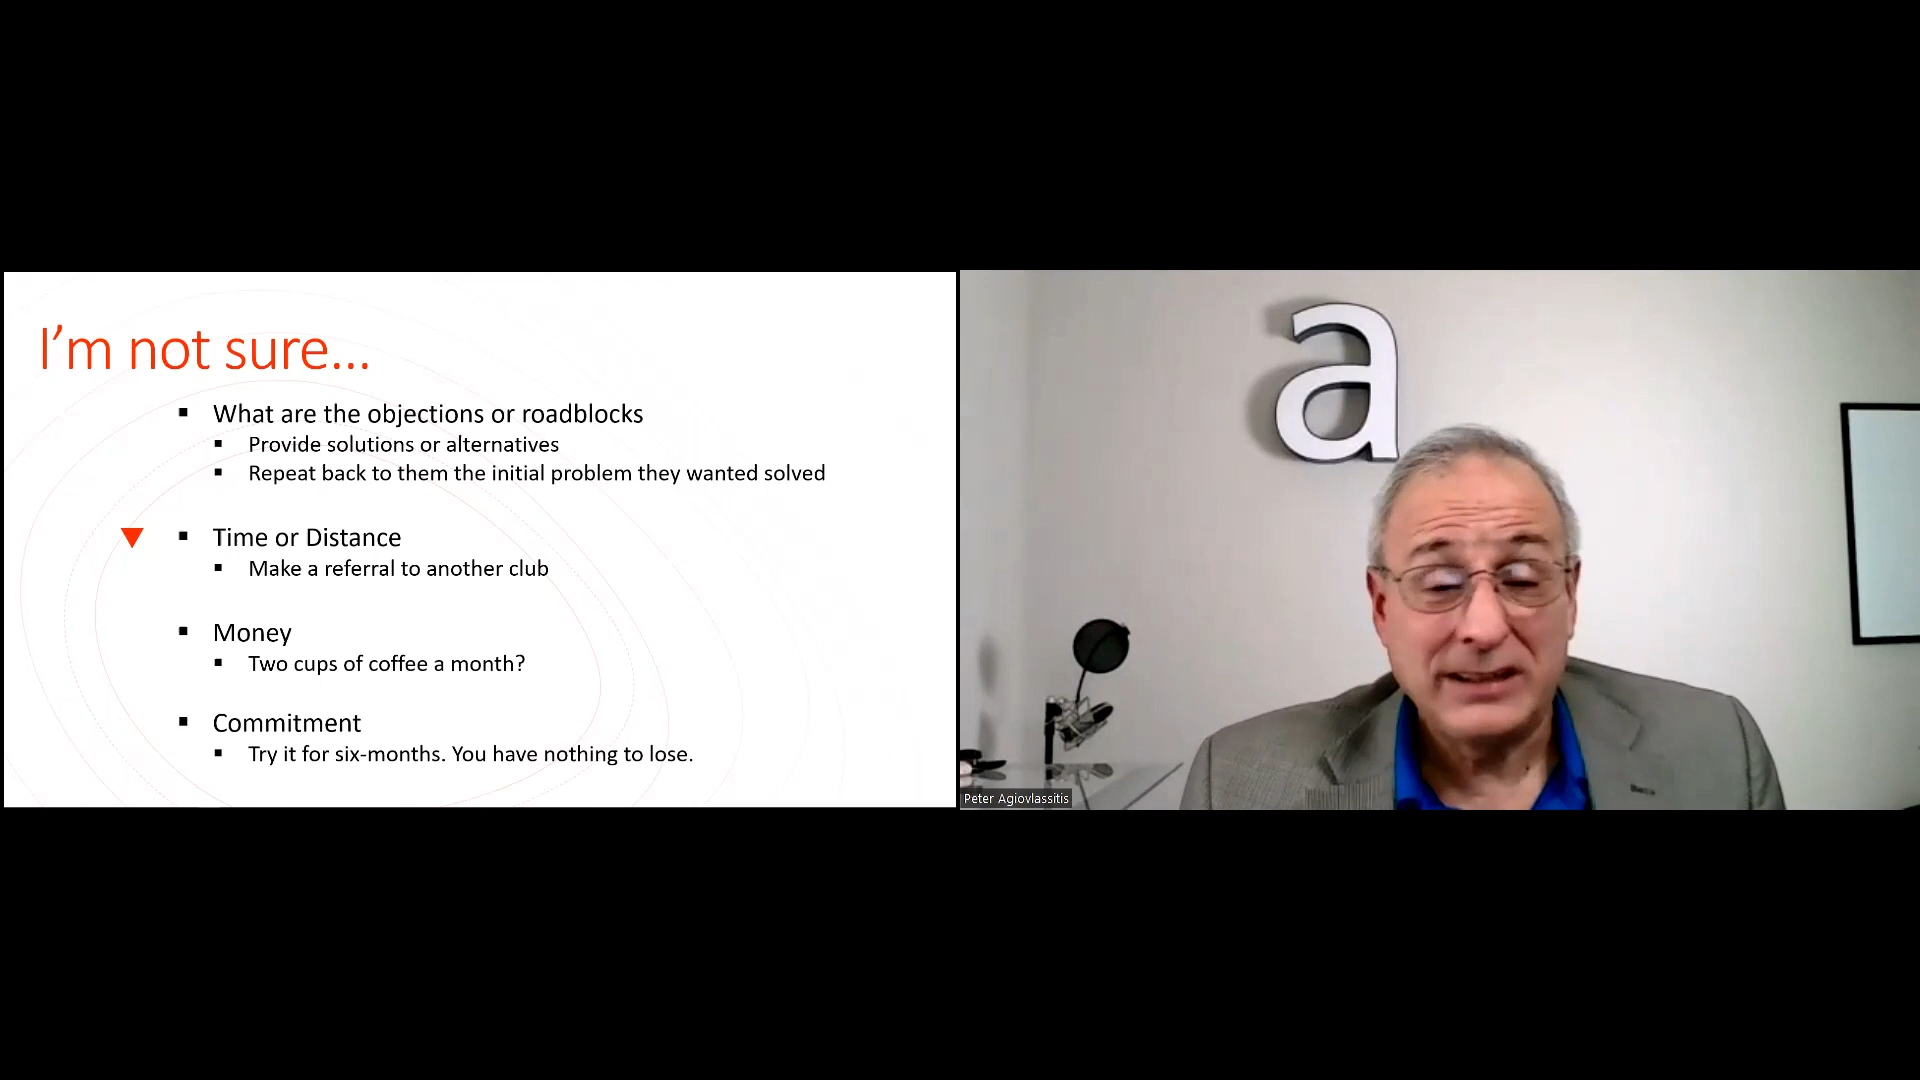 I'm not sure...
▪ What are the objections or roadblocks
▪ Provide solutions or alternatives
▪ Repeat back to them the initial problem they wanted solved
▪ Time or Distance
▪ Make a referral to another club
▪ Money
▪ Two cups of coffee a month?
▪ Commitment
▪ Try it for six-months. You have nothing to lose.
a
Peter Agiovlassitis